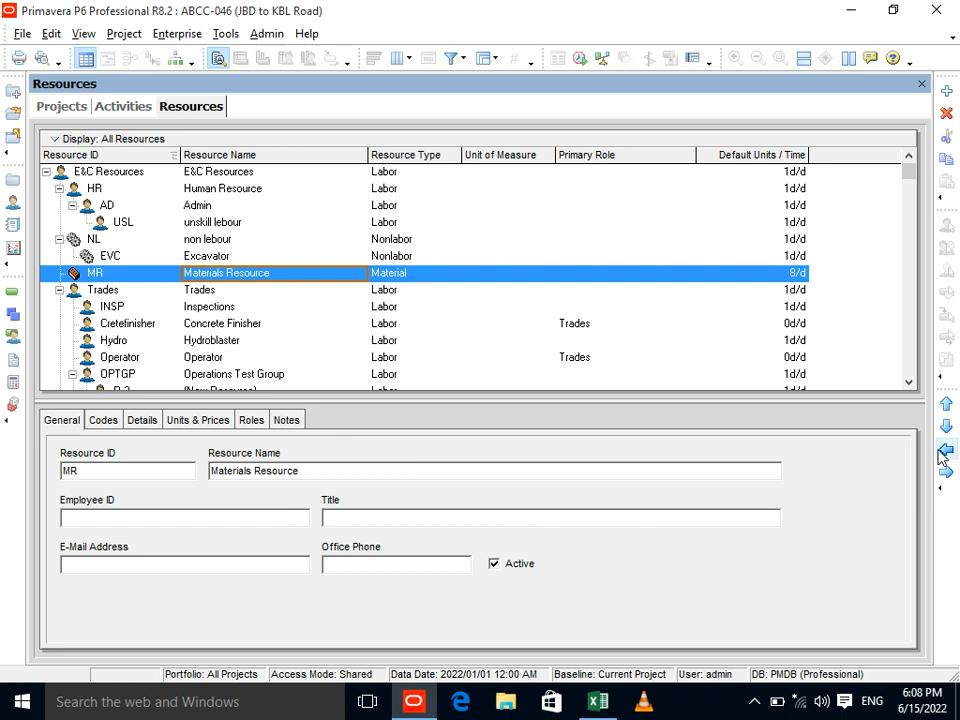 Primavera P6 Professional R8.2 : ABCC-046 (JBD to KBL Road)
File Edit View Project Enterprise Tools Admin Help
Resources
Projects Activities Resources
Display: All Resources
Resource ID Resource Name Resource Type Unit of Measure Primary Role Default Units / Time
E&C Resources E&C Resources Labor 1d/d
HR Human Resource Labor 1d/d
AD Admin Labor 1d/d
USL unskill lebour Labor 1d/d
NL non lebour Nonlabor 1d/d
EVC Excavator Nonlabor 1d/d
MR Materials Resource Material 8/d
Trades Trades Labor 1d/d
INSP Inspections Labor 1d/d
Cretefinisher Concrete Finisher Labor Trades 0d/d
Hydro Hydroblaster Labor 1d/d
Operator Operator Labor Trades 0d/d
OPTGP Operations Test Group Labor 1d/d
R-2 (New Resource) Labor 1d/d
General Codes Details Units & Prices Roles Notes
Resource ID Resource Name
MR Materials Resource
Employee ID Title
E-Mail Address Office Phone
Active
Portfolio: All Projects Access Mode: Shared Data Date: 2022/01/01 12:00 AM Baseline: Current Project User: admin DB: PMDB (Professional)
Search the web and Windows
ENG
6:08 PM
6/15/2022